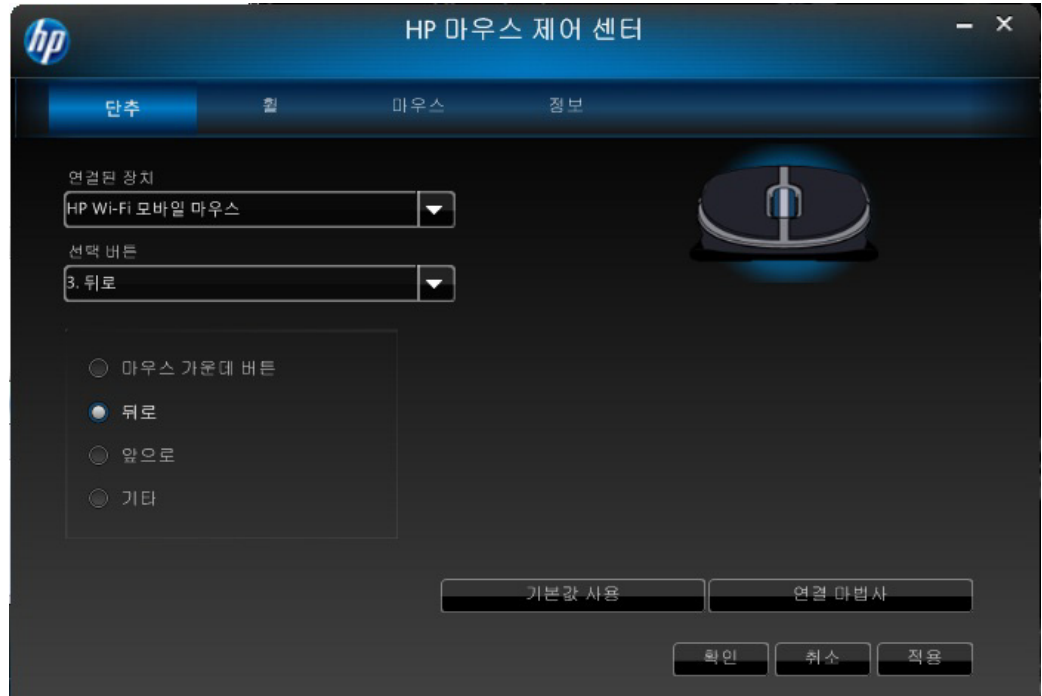 hp
HP 마우스 제어 센터
단추 휠 마우스 정보
연결된 장치
HP Wi-Fi 모바일 마우스
선택 버튼
3. 뒤로
마우스 가운데 버튼
뒤로
앞으로
기타
기본값 사용 연결 마법사
확인 취소 적용